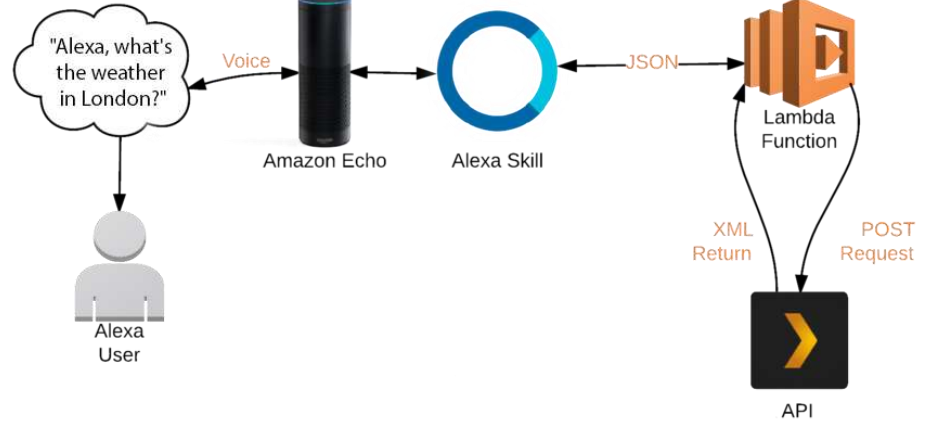 "Alexa, what's
the weather
in London?"
Voice
JSON
Amazon Echo
Alexa Skill
Lambda
Function
XML
Return
POST
Request
Alexa
User
API